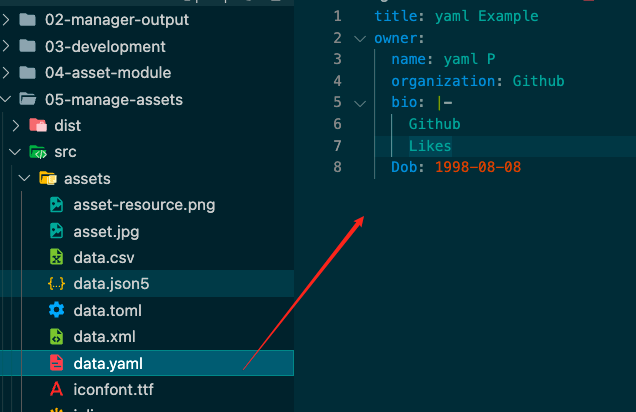 02-manager-output
03-development
04-asset-module
05-manage-assets
dist
src
assets
asset-resource.png
asset.jpg
data.csv
{..} data.json5
data.toml
data.xml
data.yaml
A iconfont.ttf
1 title: yaml Example
2 owner:
3 name: yaml P
4 organization: Github
5 bio: |-
6 Github
7 Likes
8 Dob: 1998-08-08